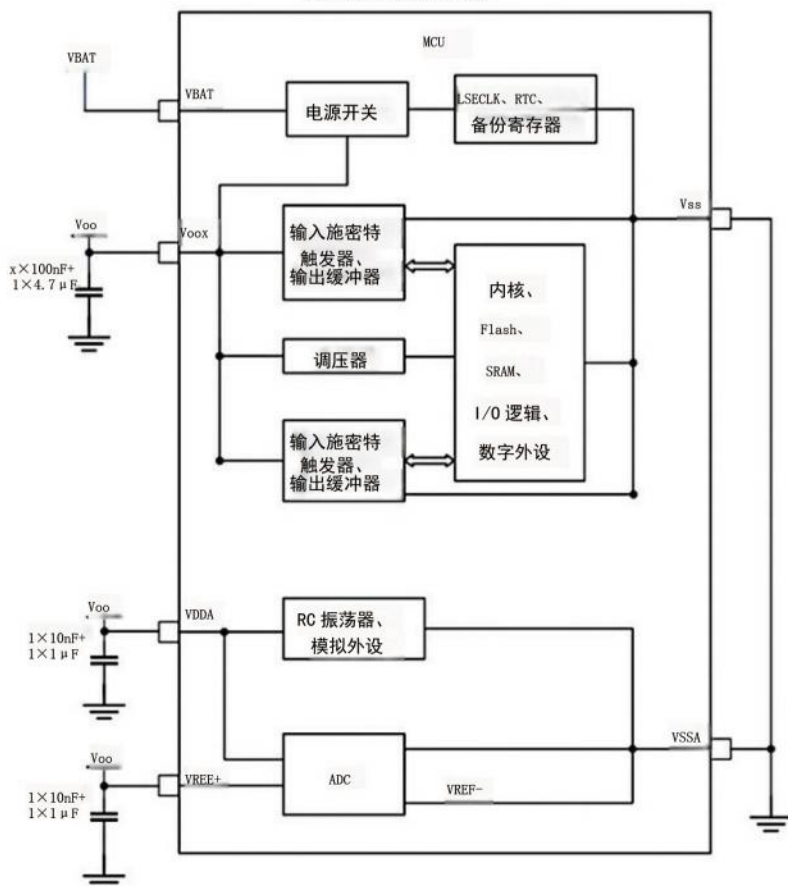 MCU
VBAT
VBAT
电源开关
LSECLK、RTC、
备份寄存器
Voo
Voox
x×100nF+
1×4.7μF
输入施密特
触发器、
输出缓冲器
Vss
内核、
Flash、
SRAM、
I/O 逻辑、
数字外设
调压器
输入施密特
触发器、
输出缓冲器
Voo
VDDA
1×10nF+
1×1μF
RC 振荡器、
模拟外设
Voo
VREE+
1×10nF+
1×1μF
ADC
VREF-
VSSA